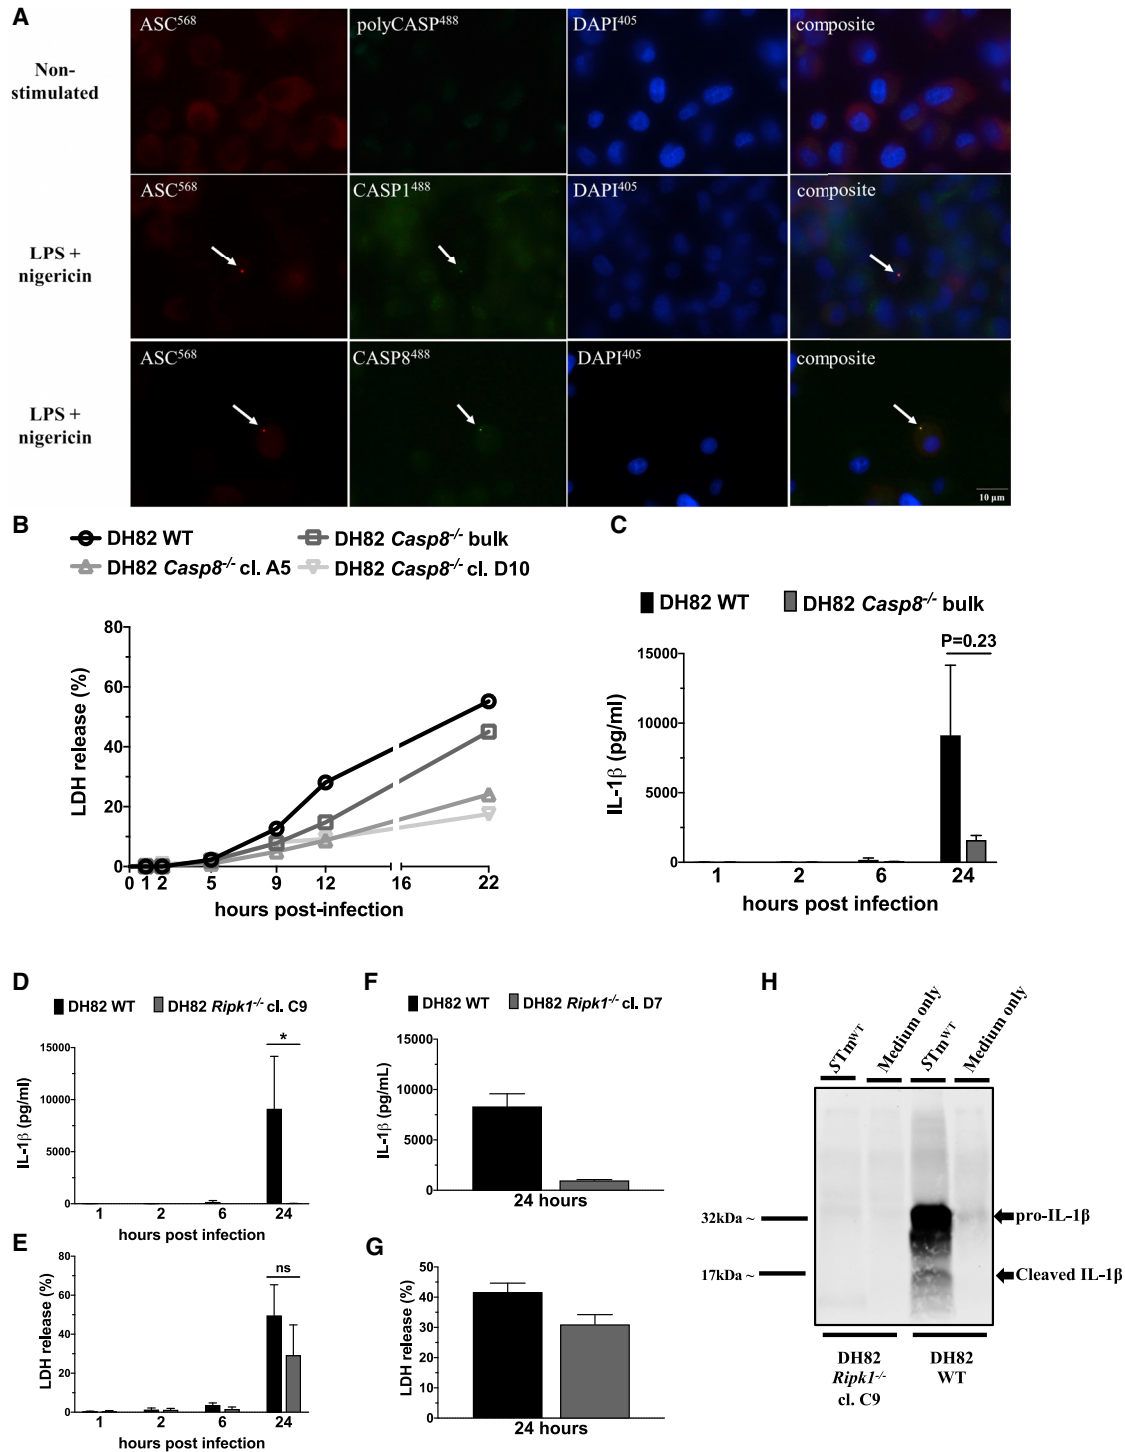 A
Non-
stimulated
ASC⁵⁶⁸
polyCASP⁴⁸⁸
DAPI⁴⁰⁵
composite
LPS +
nigericin
ASC⁵⁶⁸
CASP1⁴⁸⁸
DAPI⁴⁰⁵
composite
LPS +
nigericin
ASC⁵⁶⁸
CASP8⁴⁸⁸
DAPI⁴⁰⁵
composite
10 µm
B
DH82 WT
DH82 Casp8⁻/⁻ bulk
DH82 Casp8⁻/⁻ cl. A5
DH82 Casp8⁻/⁻ cl. D10
LDH release (%)
80
60
40
20
0
0 1 2 5 9 12 16 22
hours post-infection
C
DH82 WT
DH82 Casp8⁻/⁻ bulk
P=0.23
IL-1β (pg/ml)
15000
10000
5000
0
1 2 6 24
hours post infection
D
DH82 WT
DH82 Ripk1⁻/⁻ cl. C9
*
IL-1β (pg/ml)
15000
10000
5000
0
1 2 6 24
hours post infection
E
ns
LDH release (%)
80
60
40
20
0
1 2 6 24
hours post infection
F
DH82 WT
DH82 Ripk1⁻/⁻ cl. D7
IL-1β (pg/mL)
15000
10000
5000
0
24 hours
G
LDH release (%)
50
40
30
20
10
0
24 hours
H
STmᵂᵀ
Medium only
STmᵂᵀ
Medium only
32kDa ~
17kDa ~
pro-IL-1β
Cleaved IL-1β
DH82
Ripk1⁻/⁻
cl. C9
DH82
WT